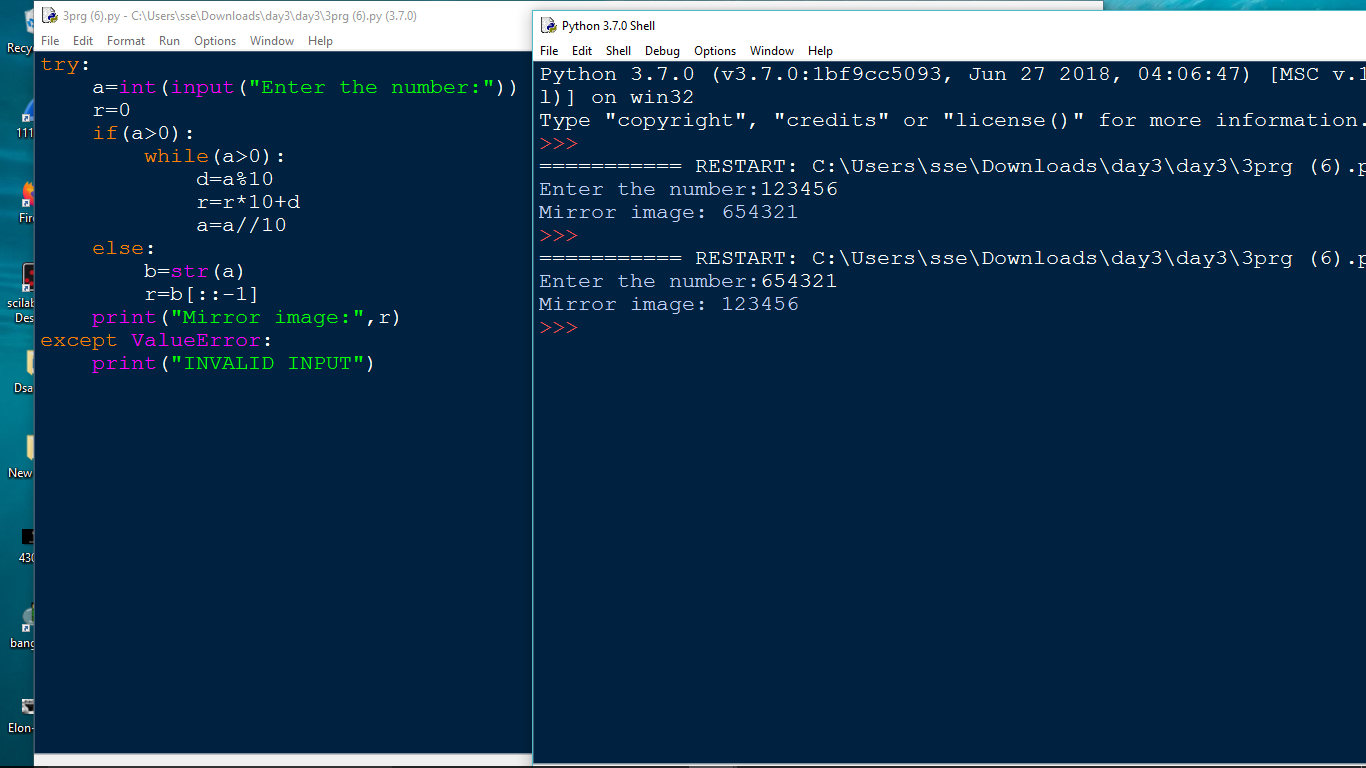 3prg (6).py - C:\Users\sse\Downloads\day3\day3\3prg (6).py (3.7.0)
File Edit Format Run Options Window Help
try:
    a=int(input("Enter the number:"))
    r=0
    if(a>0):
        while(a>0):
            d=a%10
            r=r*10+d
            a=a//10
    else:
        b=str(a)
        r=b[::-1]
    print("Mirror image:",r)
except ValueError:
    print("INVALID INPUT")
Python 3.7.0 Shell
File Edit Shell Debug Options Window Help
Python 3.7.0 (v3.7.0:1bf9cc5093, Jun 27 2018, 04:06:47) [MSC v.1
l)] on win32
Type "copyright", "credits" or "license()" for more information.
>>>
=========== RESTART: C:\Users\sse\Downloads\day3\day3\3prg (6).p
Enter the number:123456
Mirror image: 654321
>>>
=========== RESTART: C:\Users\sse\Downloads\day3\day3\3prg (6).p
Enter the number:654321
Mirror image: 123456
>>>
Recy
111
Fire
scilab
Des
Dsa
New
430
bang
Elon-